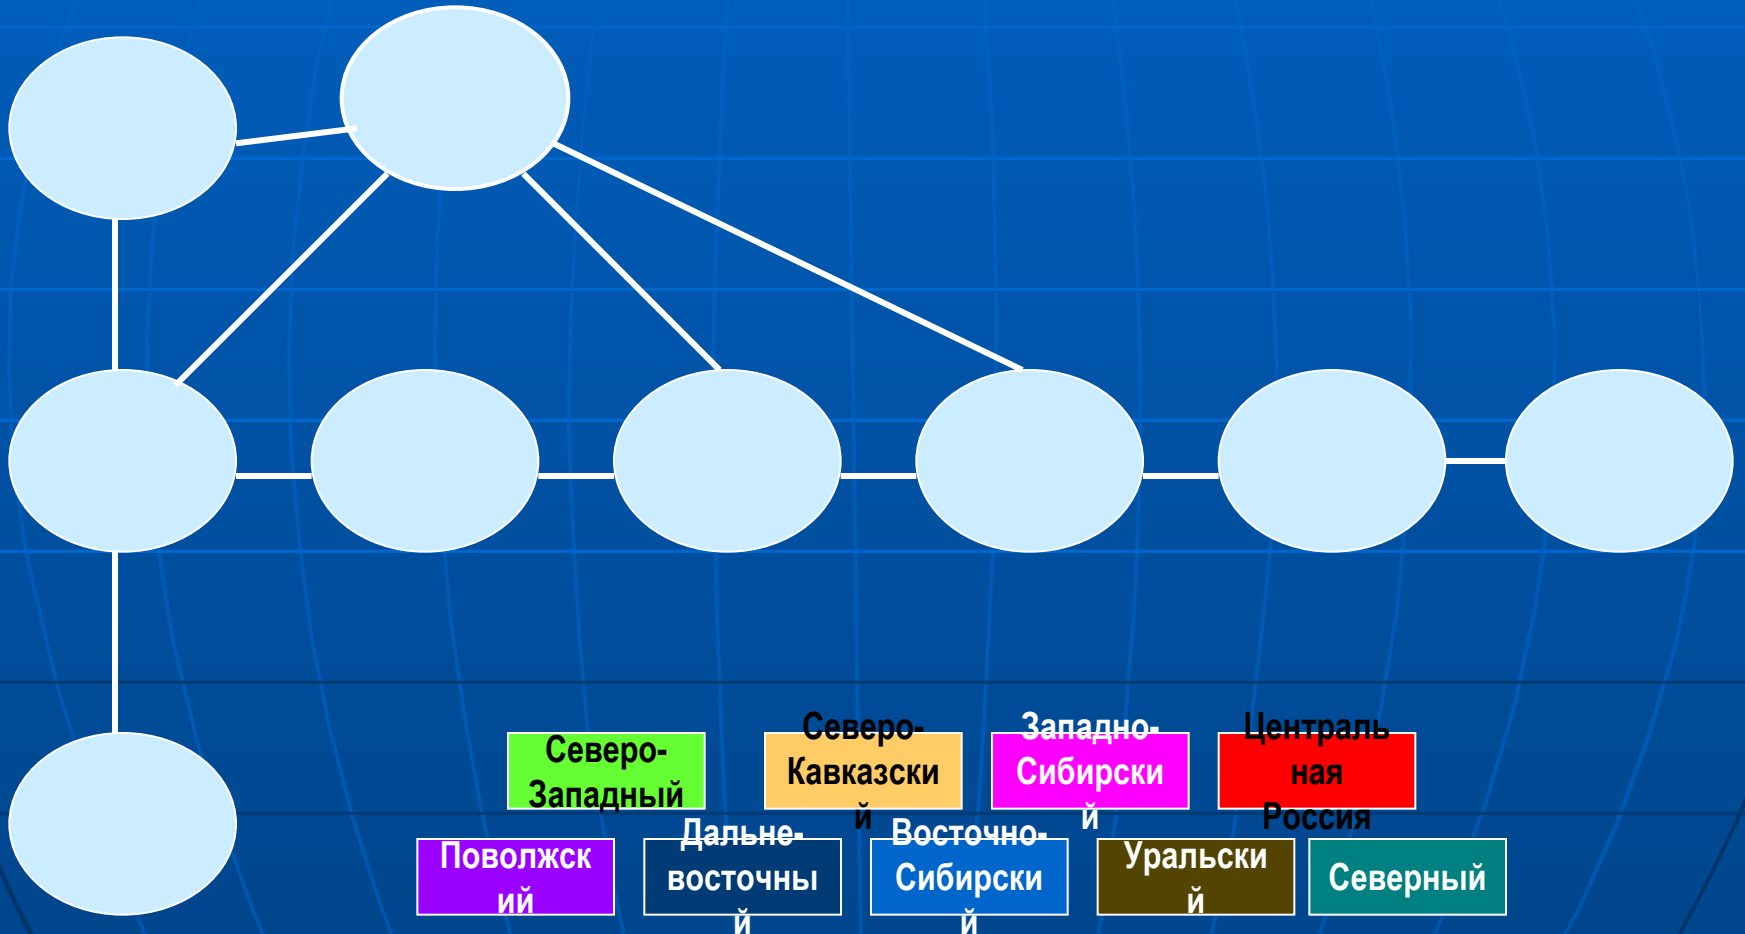 Северо-
Западный
Северо-
Кавказски
й
Западно-
Сибирски
й
Централь
ная
Россия
Поволжск
ий
Дальне-
восточны
й
Восточно-
Сибирски
й
Уральски
й
Северный